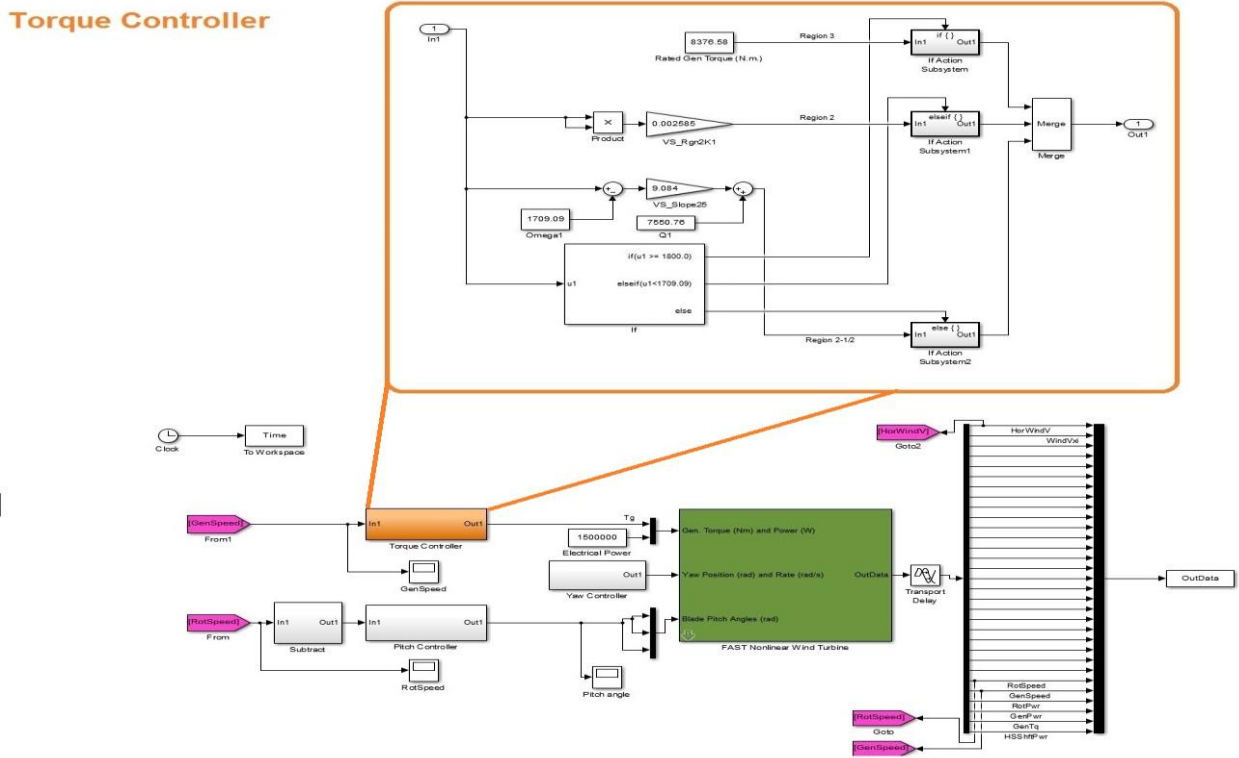 Torque Controller
1
In1
8376.58
Rated Gen Torque (N.m.)
Region 3
if { }
In1 Out1
If Action
Subsystem
×
Product
0.002585
VS_Rgn2K1
Region 2
elseif { }
In1 Out1
If Action
Subsystem1
Merge
Merge
1
Out1
9.084
VS_Slope25
1709.09
Omega1
7550.76
Q1
u1
if(u1 >= 1800.0)
elseif(u1<1709.09)
else
If
Region 2-1/2
else { }
In1 Out1
If Action
Subsystem2
Clock
Time
To Workspace
[HorWindV]
Goto2
HorWindV
WindVxi
[GenSpeed]
From1
In1 Out1
Torque Controller
GenSpeed
Tg
1500000
Electrical Power
Out1
Yaw Controller
Gen. Torque (Nm) and Power (W)
Yaw Position (rad) and Rate (rad/s)
OutData
Blade Pitch Angles (rad)
FAST Nonlinear Wind Turbine
Transport
Delay
OutData
[RotSpeed]
From
In1 Out1
Subtract
In1 Out1
Pitch Controller
RotSpeed
Pitch angle
RotSpeed
GenSpeed
RotPwr
GenPwr
GenTq
HSShftPwr
[RotSpeed]
Goto
[GenSpeed]